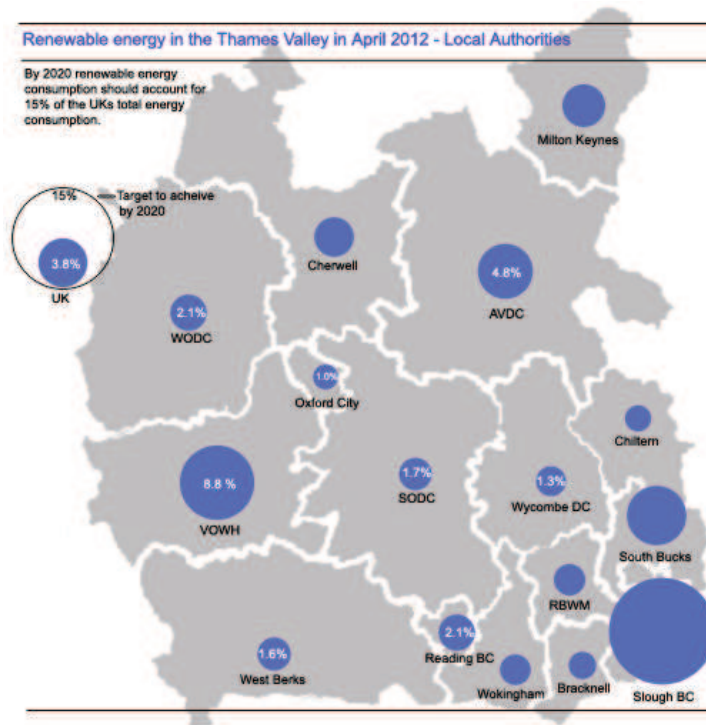 Renewable energy in the Thames Valley in April 2012 - Local Authorities
By 2020 renewable energy
consumption should account for
15% of the UKs total energy
consumption.
Milton Keynes
15%
Target to acheive
by 2020
3.8%
UK
Cherwell
4.8%
AVDC
2.1%
WODC
1.0%
Oxford City
Chiltern
8.8 %
VOWH
1.7%
SODC
1.3%
Wycombe DC
South Bucks
RBWM
2.1%
Reading BC
1.6%
West Berks
Wokingham
Bracknell
Slough BC